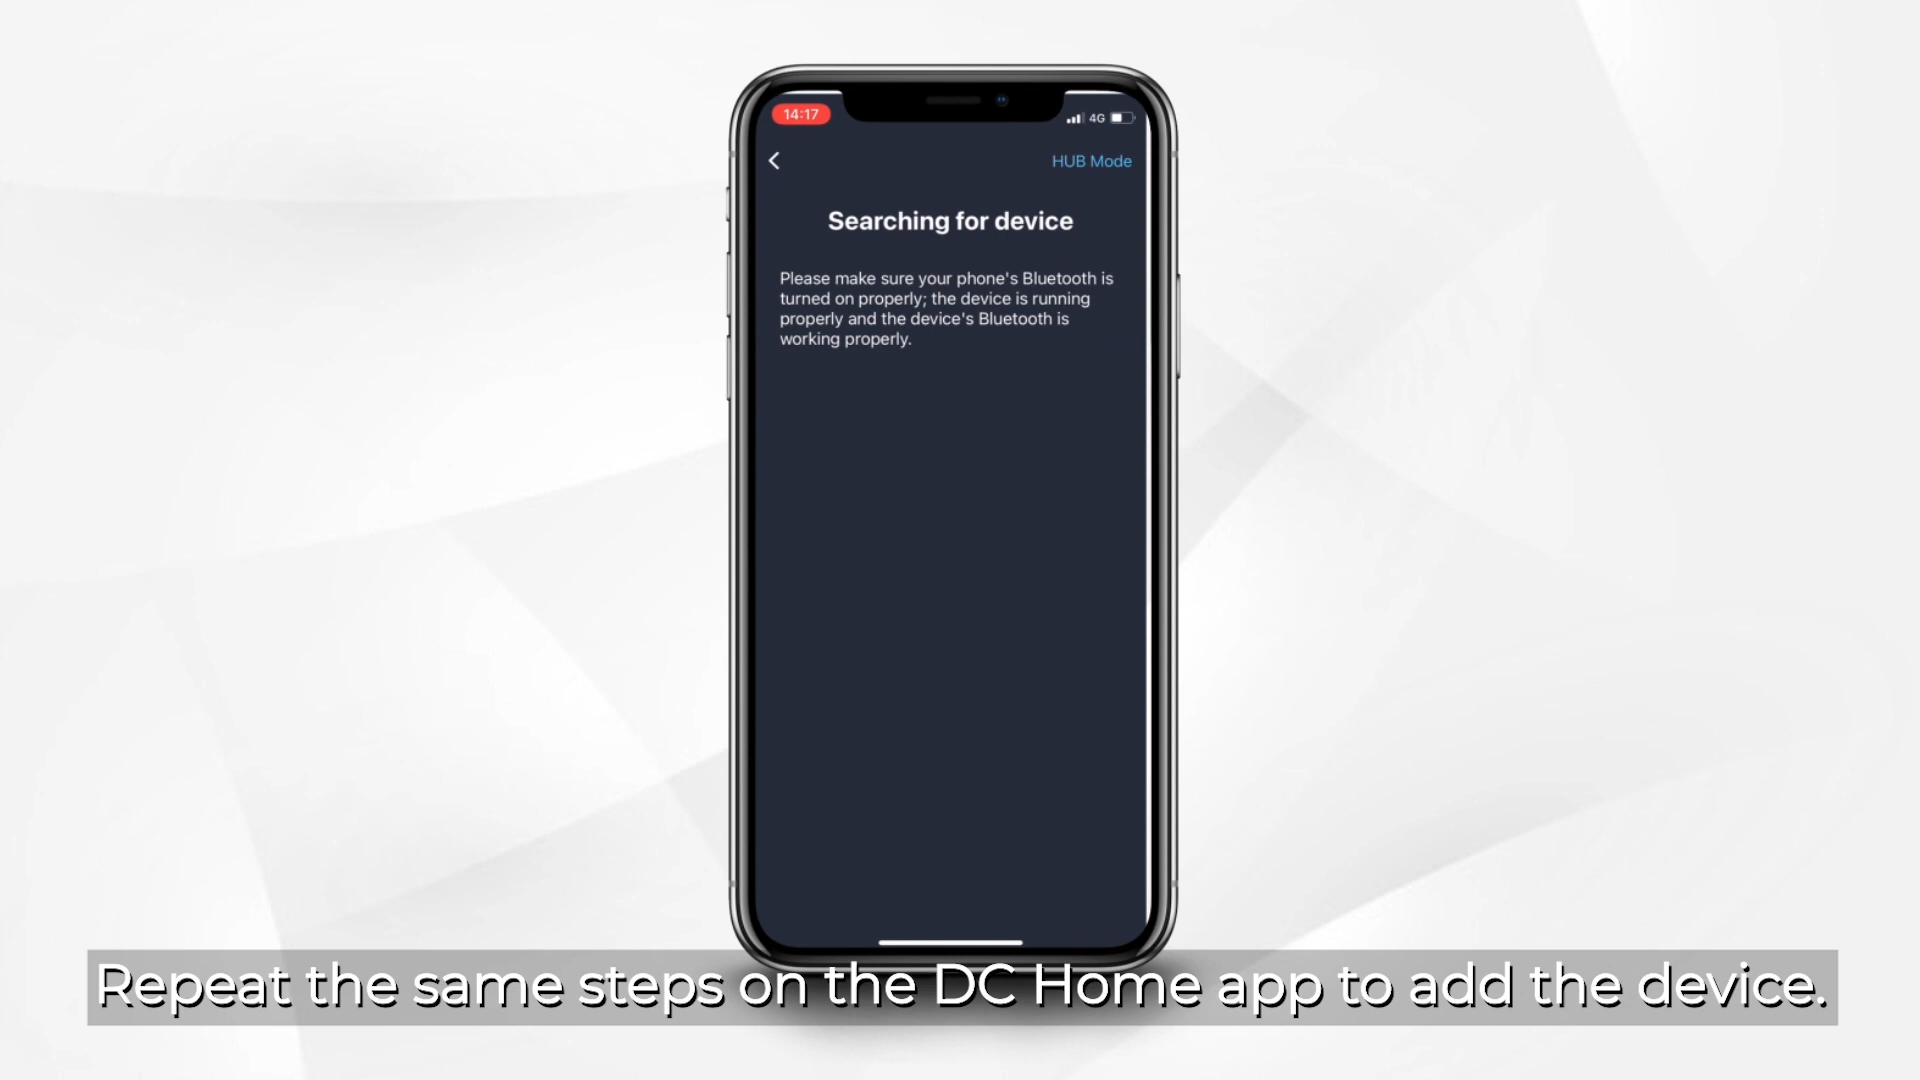 14:17
4G
HUB Mode
Searching for device
Please make sure your phone's Bluetooth is
turned on properly; the device is running
properly and the device's Bluetooth is
working properly.
Repeat the same steps on the DC Home app to add the device.